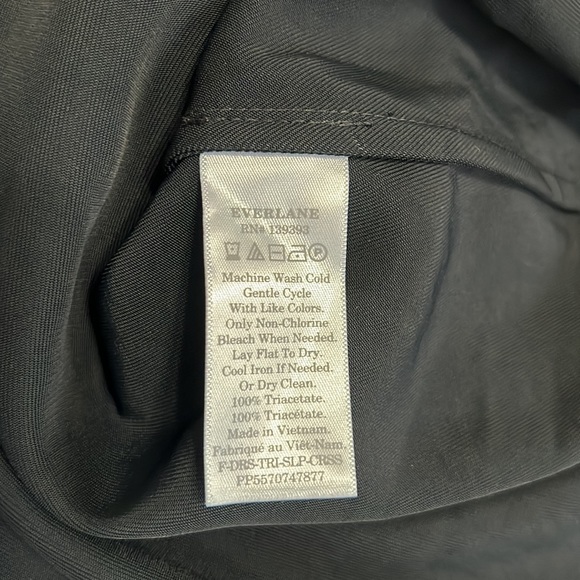 EVERLANE
RN# 139393
Machine Wash Cold
Gentle Cycle
With Like Colors.
Only Non-Chlorine
Bleach When Needed.
Lay Flat To Dry.
Cool Iron If Needed.
Or Dry Clean.
100% Triacetate.
100% Triacétate.
Made in Vietnam.
Fabriqué au Viêt-Nam.
F-DRS-TRI-SLP-CRSS
PP5570747877